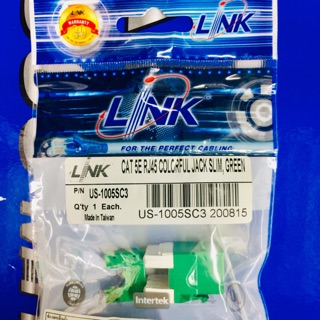 WARRANTY
LINK
LINK
FOR THE PERFECT CABLING
LINK
CAT 5E RJ45 COLORFUL JACK SLIM, GREEN
P/N US-1005SC3
Q'ty 1 Each.
Made In Taiwan
US-1005SC3 200815
Intertek